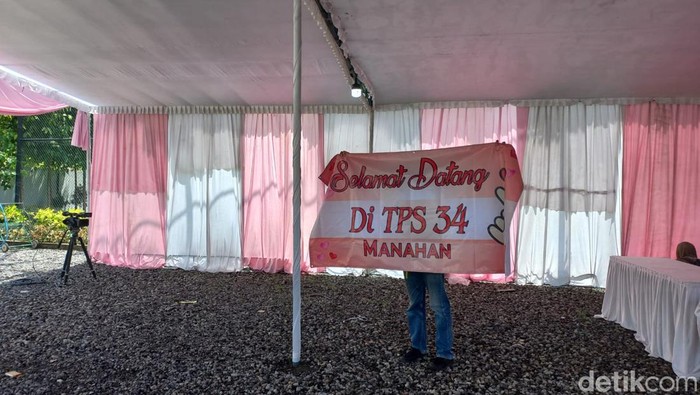 Selamat Datang
Di TPS 34
MANAHAN
detikcom